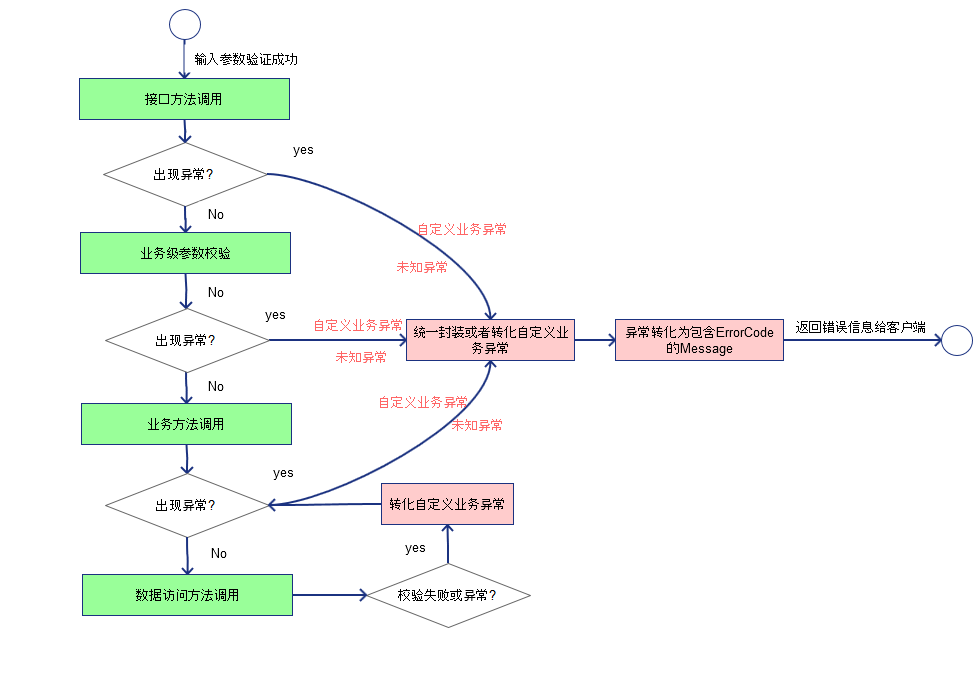 输入参数验证成功
接口方法调用
yes
出现异常?
No
自定义业务异常
业务级参数校验
未知异常
No
yes
自定义业务异常
统一封装或者转化自定义业
务异常
异常转化为包含ErrorCode
的Message
返回错误信息给客户端
出现异常?
未知异常
No
自定义业务异常
业务方法调用
未知异常
yes
出现异常?
转化自定义业务异常
No
yes
数据访问方法调用
校验失败或异常?